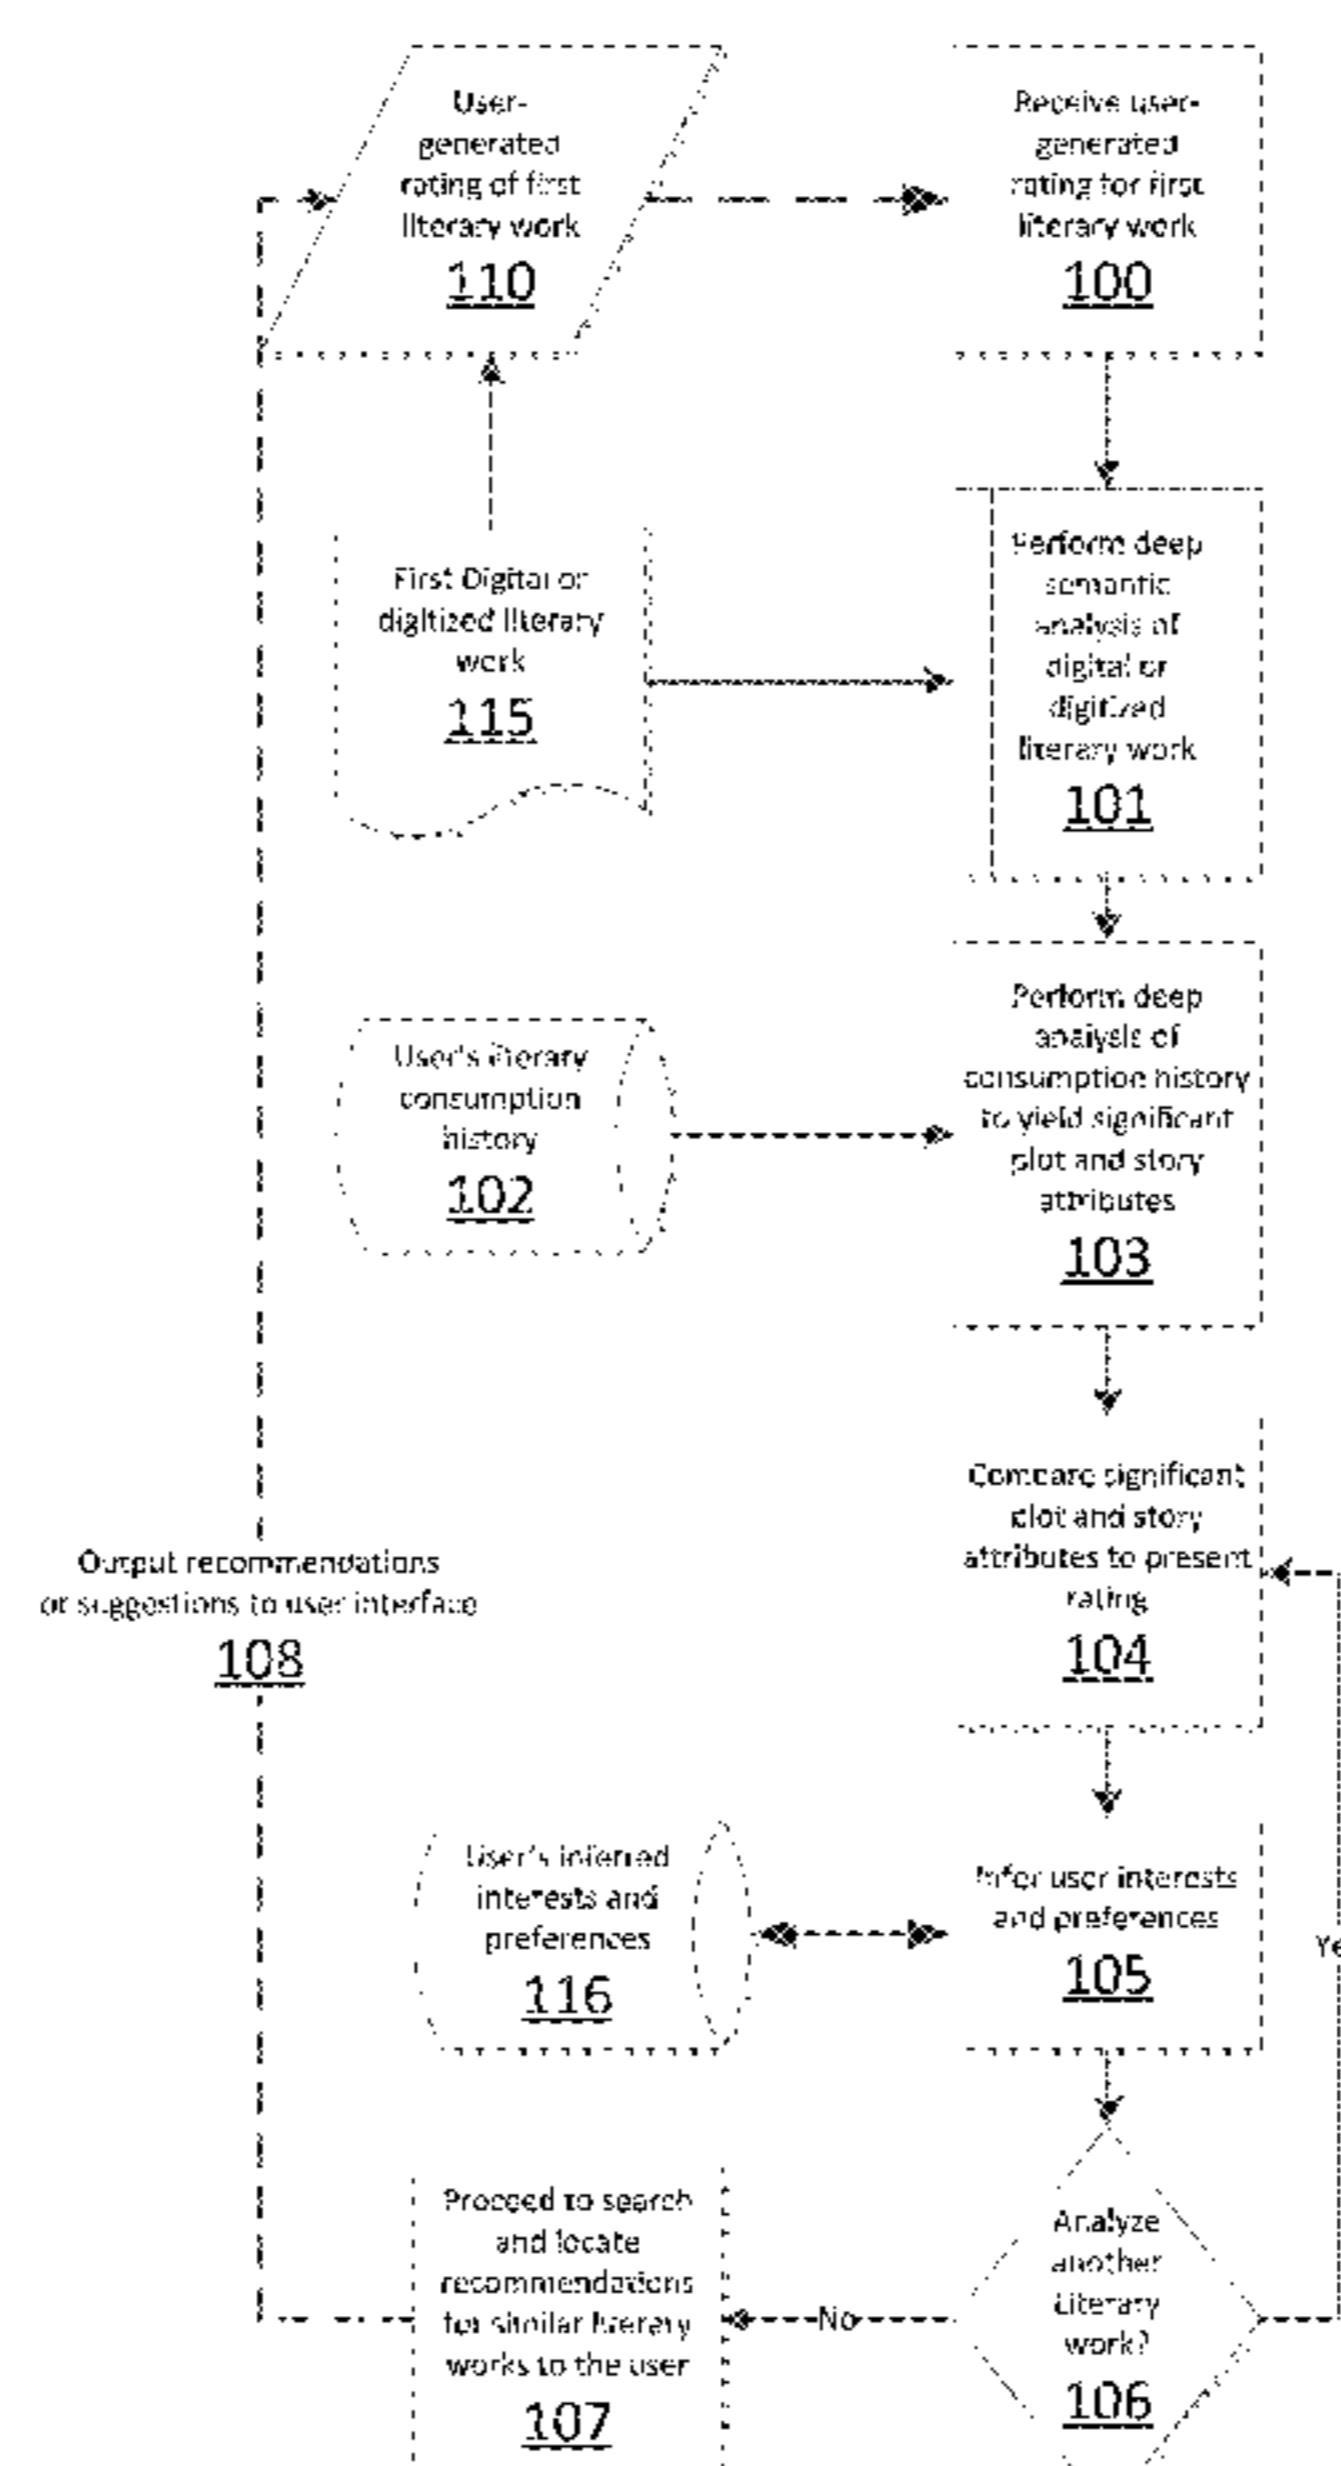 User-
generated
rating of first
literary work
110
Receive user-
generated
rating for first
literary work
100
First Digital or
digitized literary
work
115
Perform deep
semantic
analysis of
digital or
digitized
literary work
101
User's literary
consumption
history
102
Perform deep
analysis of
consumption history
to yield significant
plot and story
attributes
103
Compare significant
plot and story
attributes to present
rating
104
Output recommendations
or suggestions to user interface
108
User's inferred
interests and
preferences
116
Infer user interests
and preferences
105
Ye
Proceed to search
and locate
recommendations
for similar literary
works to the user
107
No
Analyze
another
Literary
work?
106